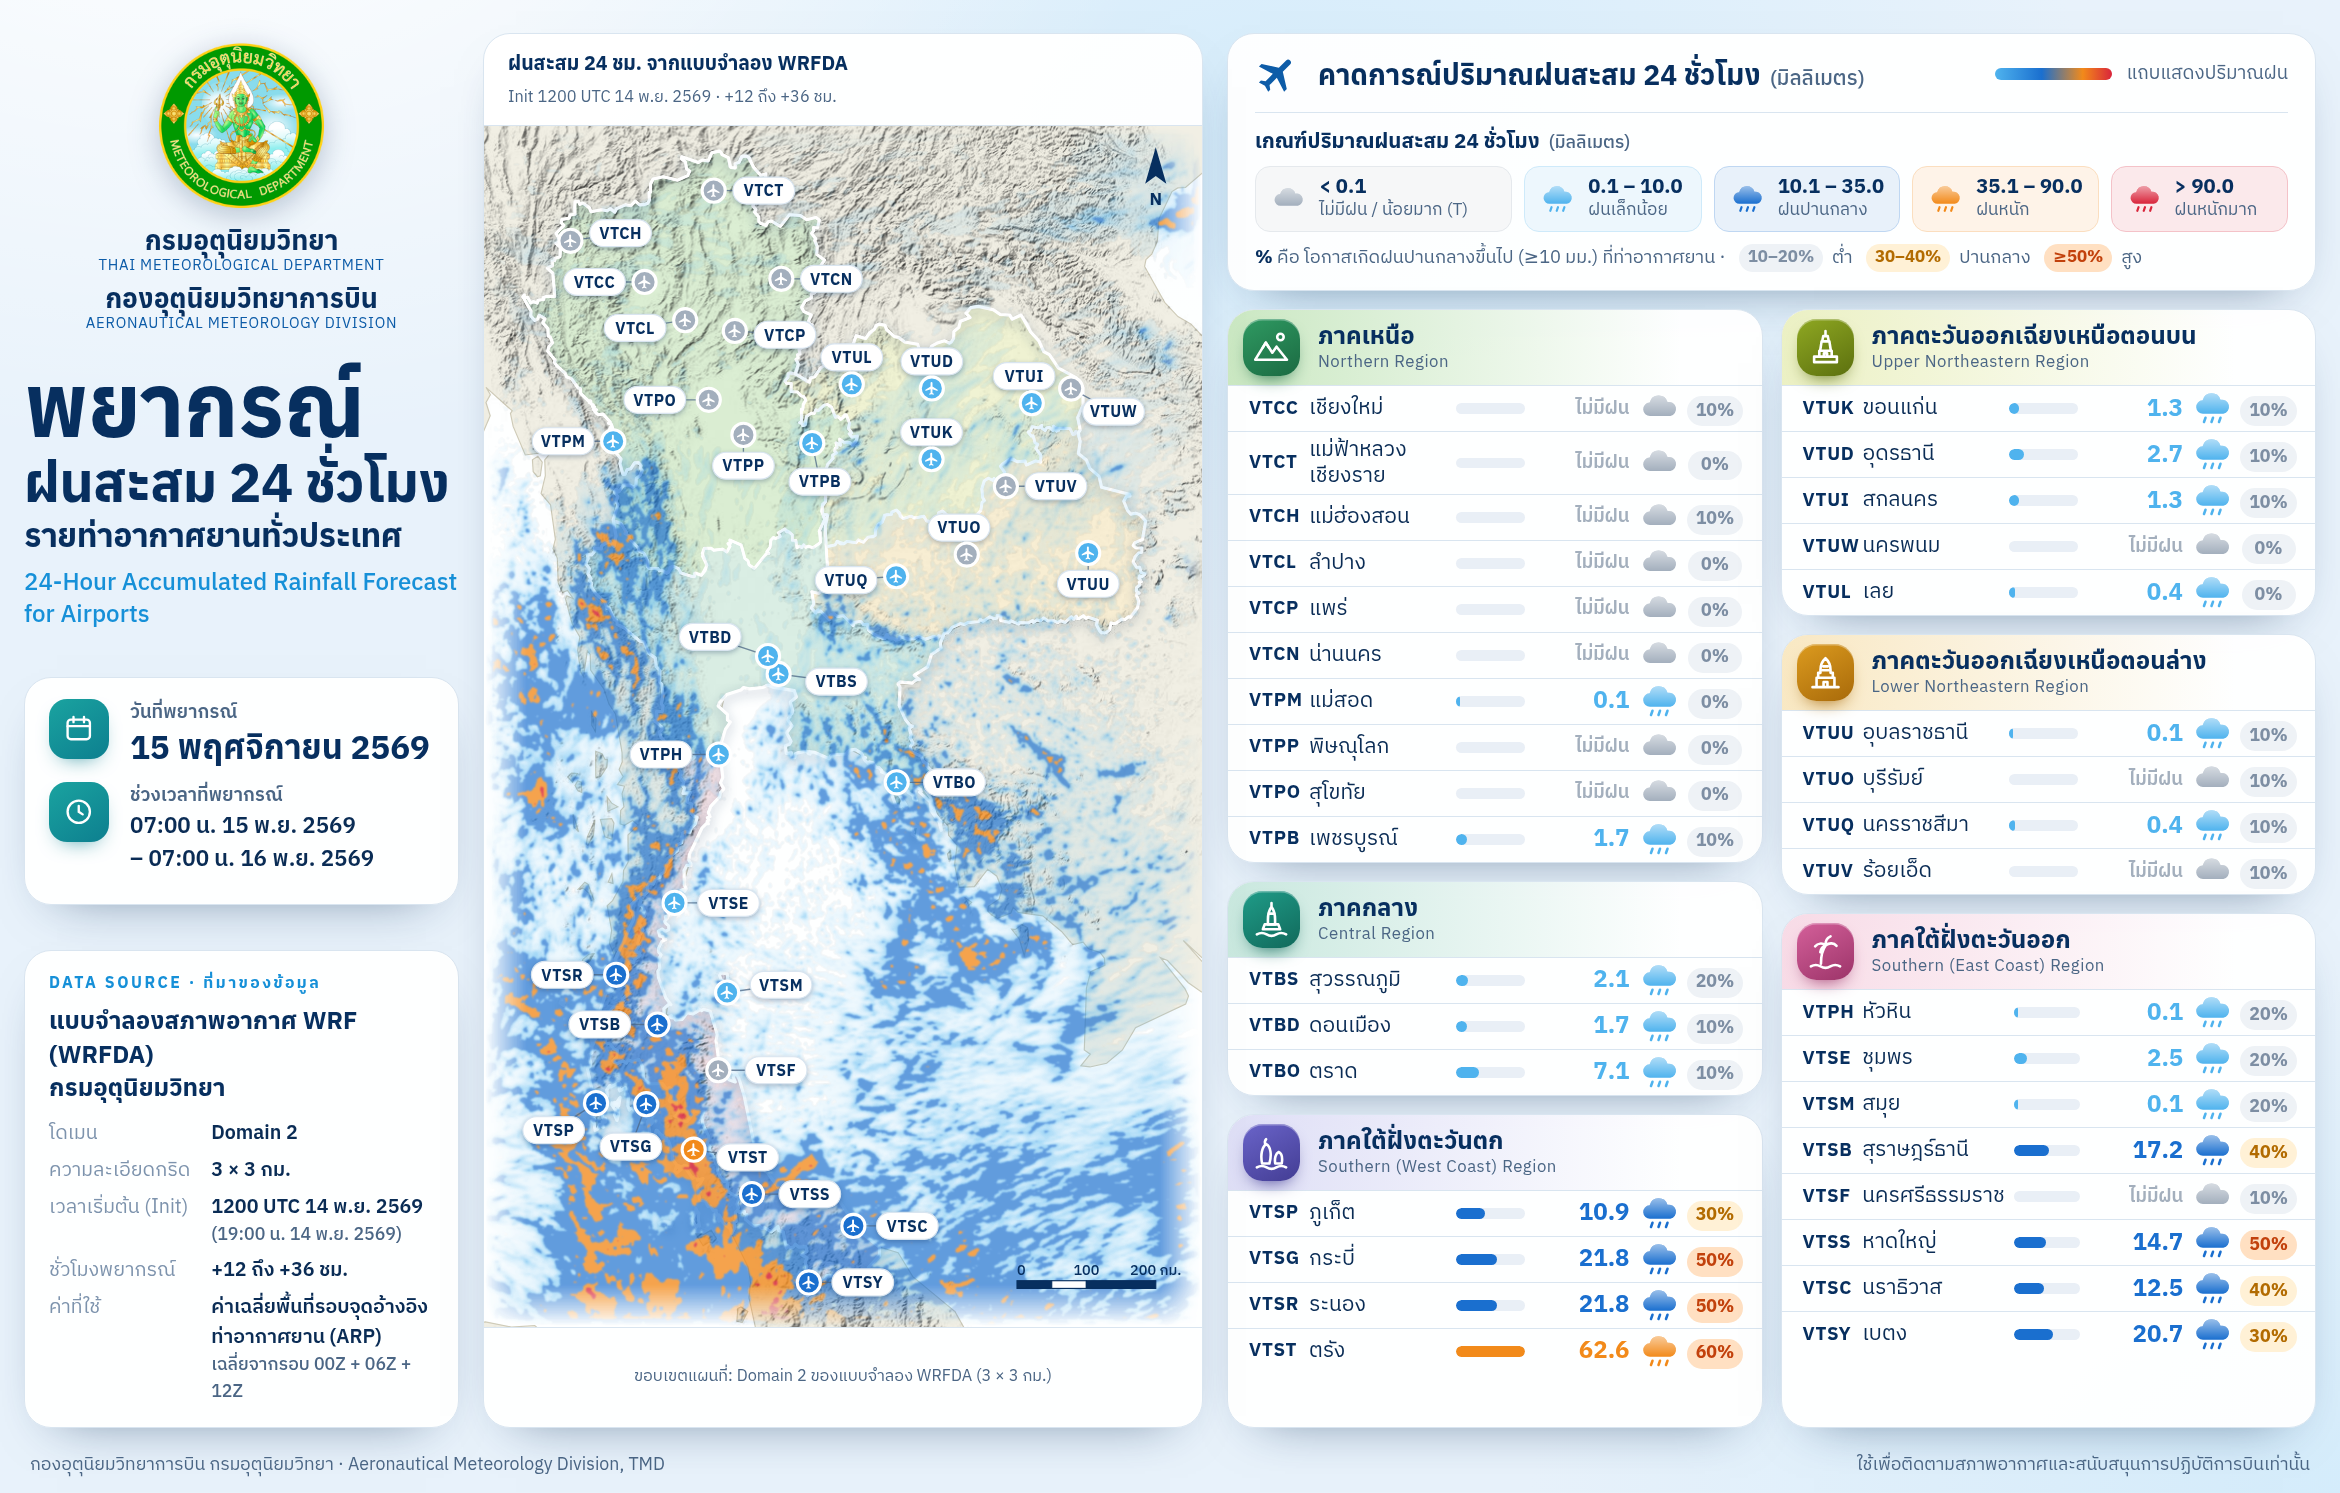 กรมอุตุนิยมวิทยา
METEOROLOGICAL DEPARTMENT
กรมอุตุนิยมวิทยา
THAI METEOROLOGICAL DEPARTMENT
กองอุตุนิยมวิทยาการบิน
AERONAUTICAL METEOROLOGY DIVISION
พยากรณ์
ฝนสะสม 24 ชั่วโมง
รายท่าอากาศยานทั่วประเทศ
24-Hour Accumulated Rainfall Forecast
for Airports
วันที่พยากรณ์
15 พฤศจิกายน 2569
ช่วงเวลาที่พยากรณ์
07:00 น. 15 พ.ย. 2569
– 07:00 น. 16 พ.ย. 2569
DATA SOURCE · ที่มาของข้อมูล
แบบจำลองสภาพอากาศ WRF
(WRFDA)
กรมอุตุนิยมวิทยา
โดเมน Domain 2
ความละเอียดกริด 3 × 3 กม.
เวลาเริ่มต้น (Init) 1200 UTC 14 พ.ย. 2569
(19:00 น. 14 พ.ย. 2569)
ชั่วโมงพยากรณ์ +12 ถึง +36 ชม.
ค่าที่ใช้ ค่าเฉลี่ยพื้นที่รอบจุดอ้างอิง
ท่าอากาศยาน (ARP)
เฉลี่ยจากรอบ 00Z + 06Z +
12Z
ฝนสะสม 24 ชม. จากแบบจำลอง WRFDA
Init 1200 UTC 14 พ.ย. 2569 · +12 ถึง +36 ชม.
N
VTCT
VTCH
VTCC
VTCN
VTCL
VTCP
VTUL
VTUD
VTUI
VTPO
VTUW
VTPM
VTUK
VTPP
VTPB
VTUV
VTUO
VTUQ
VTUU
VTBD
VTBS
VTPH
VTBO
VTSE
VTSR
VTSM
VTSB
VTSF
VTSP
VTSG
VTST
VTSS
VTSC
VTSY
0 100 200 กม.
ขอบเขตแผนที่: Domain 2 ของแบบจำลอง WRFDA (3 × 3 กม.)
คาดการณ์ปริมาณฝนสะสม 24 ชั่วโมง (มิลลิเมตร)
แถบแสดงปริมาณฝน
เกณฑ์ปริมาณฝนสะสม 24 ชั่วโมง (มิลลิเมตร)
< 0.1
ไม่มีฝน / น้อยมาก (T)
0.1 – 10.0
ฝนเล็กน้อย
10.1 – 35.0
ฝนปานกลาง
35.1 – 90.0
ฝนหนัก
> 90.0
ฝนหนักมาก
% คือ โอกาสเกิดฝนปานกลางขึ้นไป (≥10 มม.) ที่ท่าอากาศยาน · 10–20% ต่ำ 30–40% ปานกลาง ≥50% สูง
ภาคเหนือ
Northern Region
VTCC เชียงใหม่ ไม่มีฝน 10%
VTCT แม่ฟ้าหลวง
เชียงราย ไม่มีฝน 0%
VTCH แม่ฮ่องสอน ไม่มีฝน 10%
VTCL ลำปาง ไม่มีฝน 0%
VTCP แพร่ ไม่มีฝน 0%
VTCN น่านนคร ไม่มีฝน 0%
VTPM แม่สอด 0.1 0%
VTPP พิษณุโลก ไม่มีฝน 0%
VTPO สุโขทัย ไม่มีฝน 0%
VTPB เพชรบูรณ์ 1.7 10%
ภาคกลาง
Central Region
VTBS สุวรรณภูมิ 2.1 20%
VTBD ดอนเมือง 1.7 10%
VTBO ตราด 7.1 10%
ภาคใต้ฝั่งตะวันตก
Southern (West Coast) Region
VTSP ภูเก็ต 10.9 30%
VTSG กระบี่ 21.8 50%
VTSR ระนอง 21.8 50%
VTST ตรัง 62.6 60%
ภาคตะวันออกเฉียงเหนือตอนบน
Upper Northeastern Region
VTUK ขอนแก่น 1.3 10%
VTUD อุดรธานี 2.7 10%
VTUI สกลนคร 1.3 10%
VTUW นครพนม ไม่มีฝน 0%
VTUL เลย 0.4 0%
ภาคตะวันออกเฉียงเหนือตอนล่าง
Lower Northeastern Region
VTUU อุบลราชธานี 0.1 10%
VTUO บุรีรัมย์ ไม่มีฝน 10%
VTUQ นครราชสีมา 0.4 10%
VTUV ร้อยเอ็ด ไม่มีฝน 10%
ภาคใต้ฝั่งตะวันออก
Southern (East Coast) Region
VTPH หัวหิน 0.1 20%
VTSE ชุมพร 2.5 20%
VTSM สมุย 0.1 20%
VTSB สุราษฎร์ธานี 17.2 40%
VTSF นครศรีธรรมราช ไม่มีฝน 10%
VTSS หาดใหญ่ 14.7 50%
VTSC นราธิวาส 12.5 40%
VTSY เบตง 20.7 30%
กองอุตุนิยมวิทยาการบิน กรมอุตุนิยมวิทยา · Aeronautical Meteorology Division, TMD
ใช้เพื่อติดตามสภาพอากาศและสนับสนุนการปฏิบัติการบินเท่านั้น